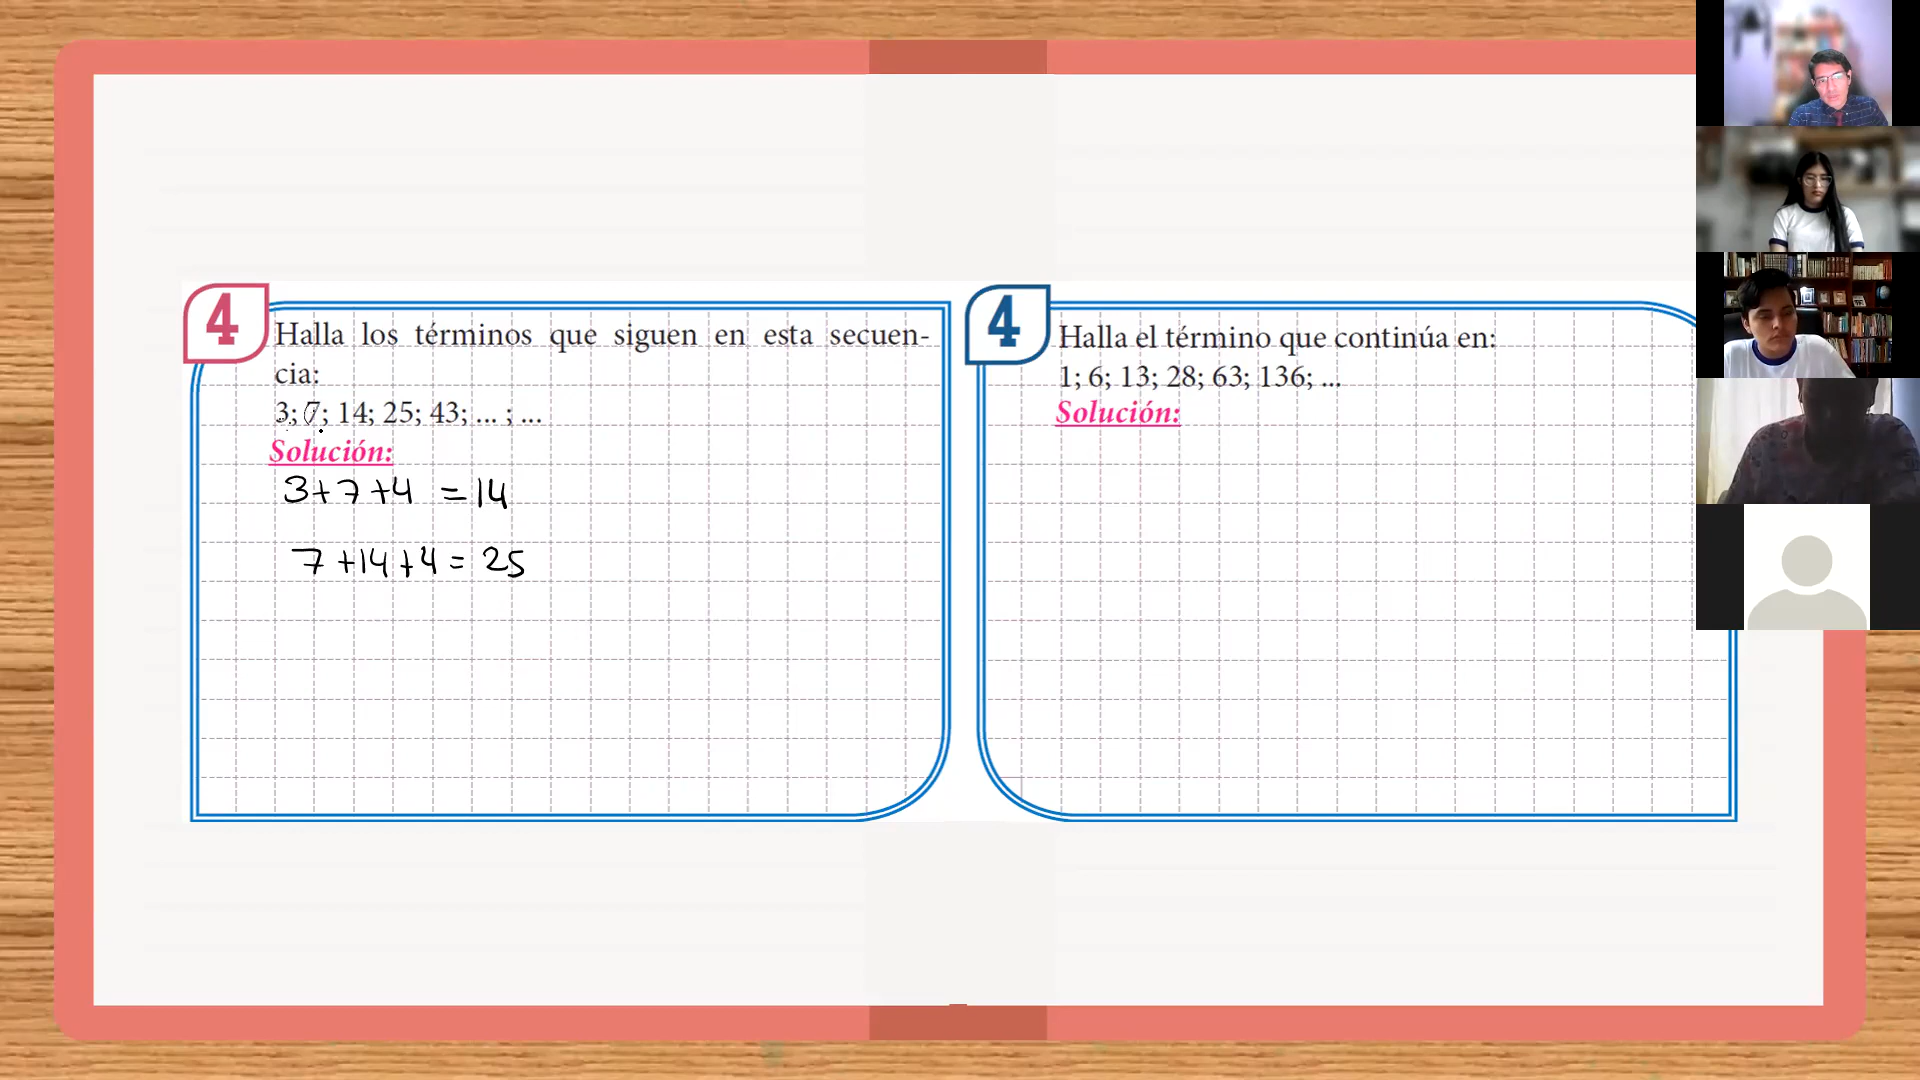 4
Halla los términos que siguen en esta secuen-
cia:
3; 7; 14; 25; 43; ... ; ...
Solución:
3+7+4 = 14
7+14+4 = 25
4
Halla el término que continúa en:
1; 6; 13; 28; 63; 136; ...
Solución: